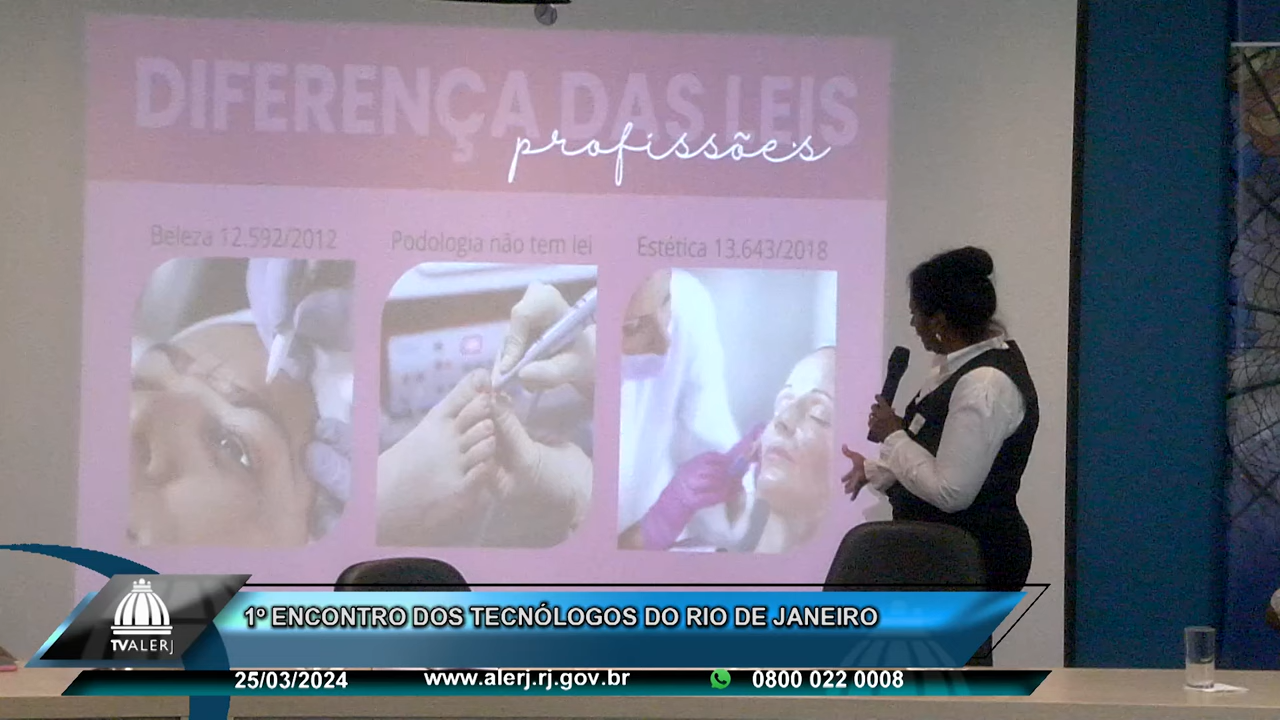 DIFERENÇA DAS LEIS
profissões
Beleza 12.592/2012
Podologia não tem lei
Estética 13.643/2018
1º ENCONTRO DOS TECNÓLOGOS DO RIO DE JANEIRO
TVALERJ
25/03/2024
www.alerj.rj.gov.br
0800 022 0008